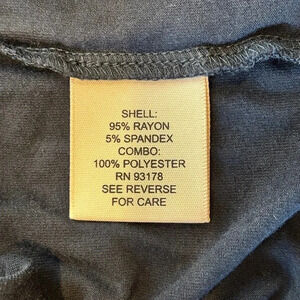 SHELL:
95% RAYON
5% SPANDEX
COMBO:
100% POLYESTER
RN 93178
SEE REVERSE
FOR CARE